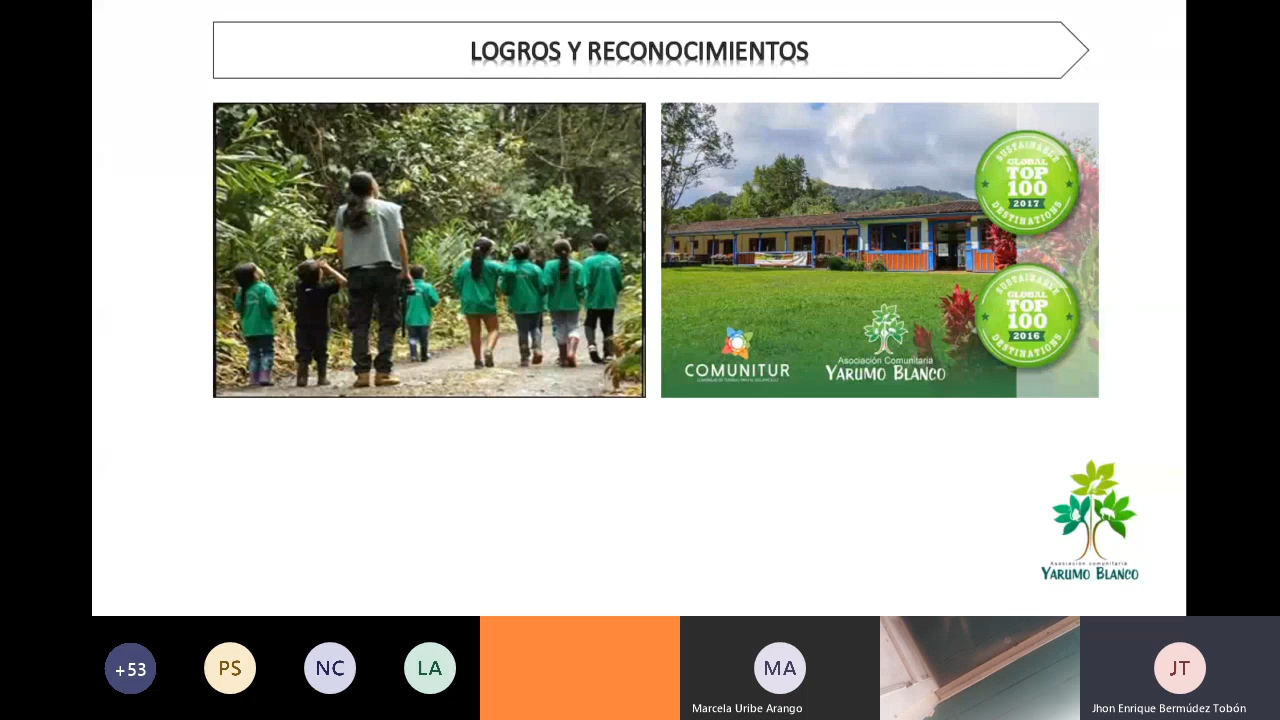 LOGROS Y RECONOCIMIENTOS
SUSTAINABLE
GLOBAL
TOP
100
2017
DESTINATIONS
SUSTAINABLE
GLOBAL
TOP
100
2016
DESTINATIONS
COMUNITUR
Asociación Comunitaria
YARUMO BLANCO
Asociación comunitaria
YARUMO BLANCO
+53
PS
NC
LA
MA
Marcela Uribe Arango
JT
Jhon Enrique Bermúdez Tobón